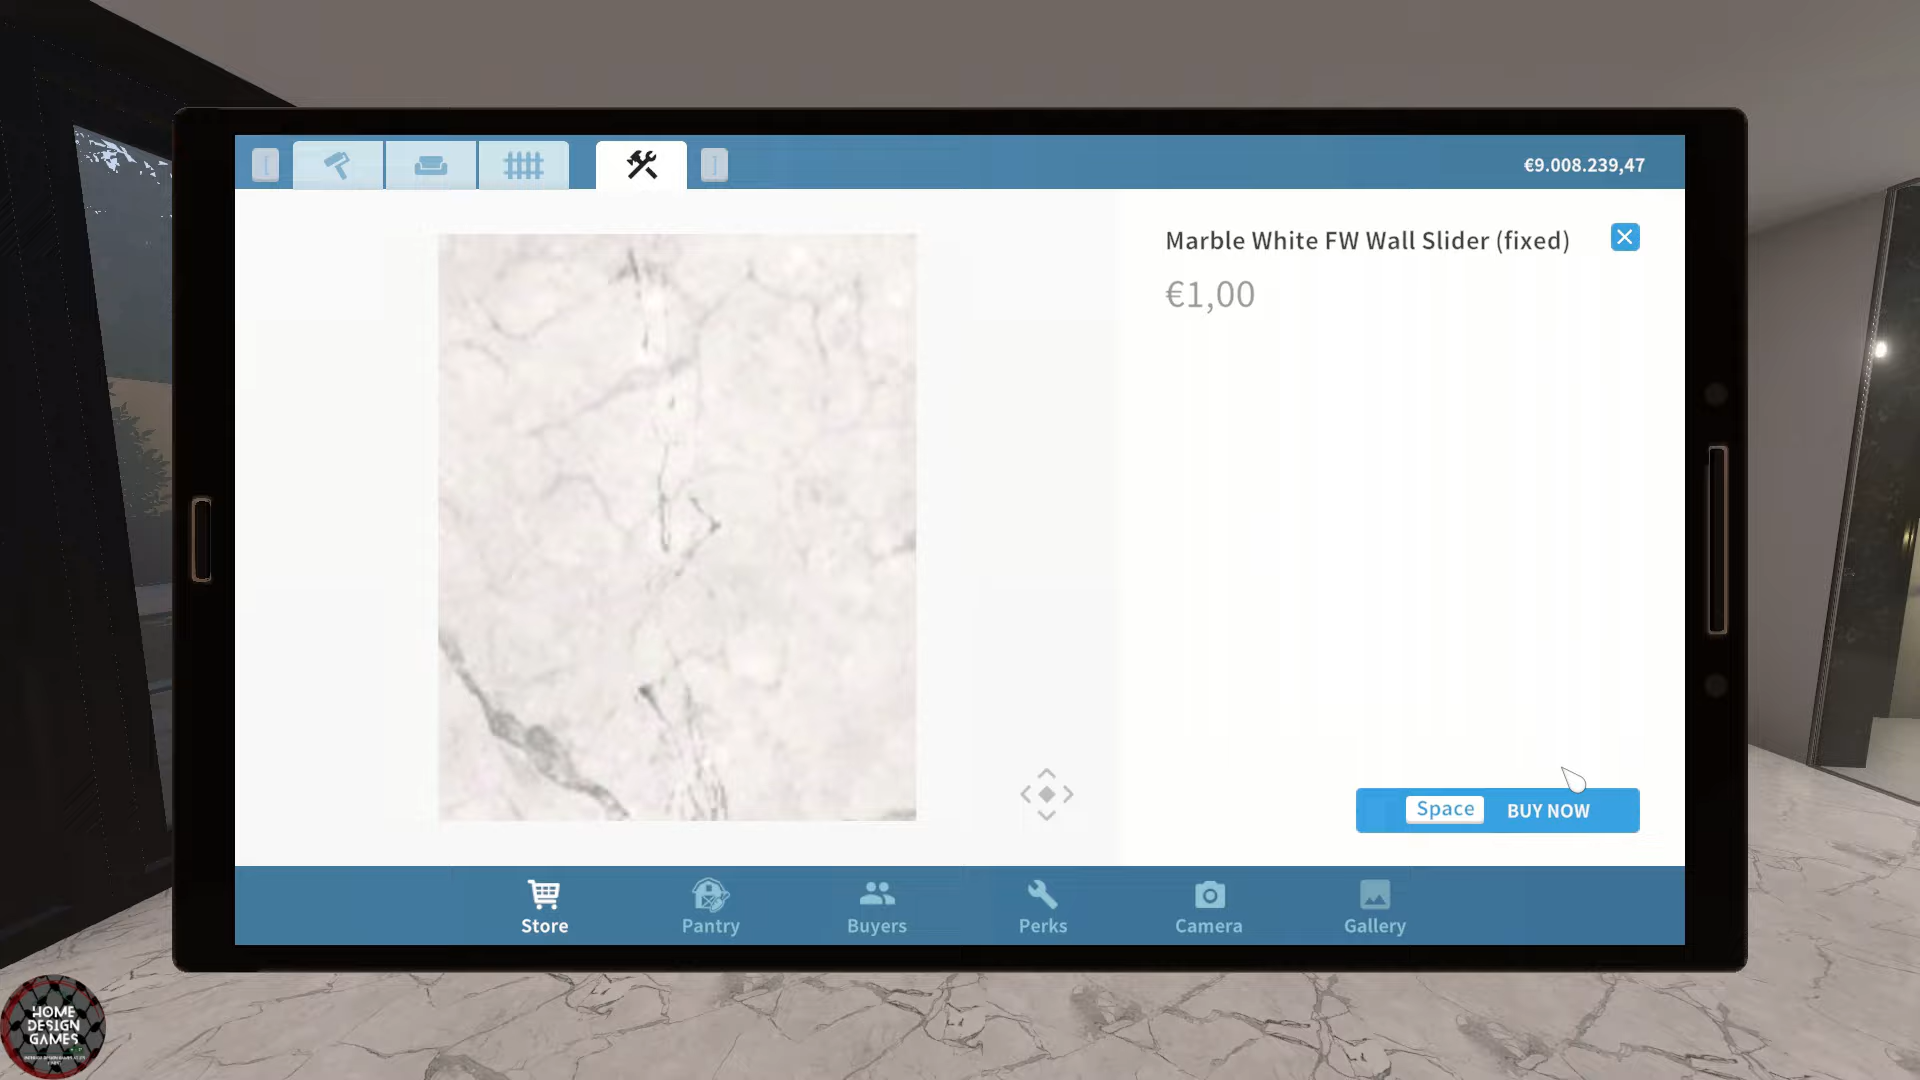 [
]
€9.008.239,47
Marble White FW Wall Slider (fixed)
€1,00
Space BUY NOW
Store
Pantry
Buyers
Perks
Camera
Gallery
HOME
DESIGN
GAMES